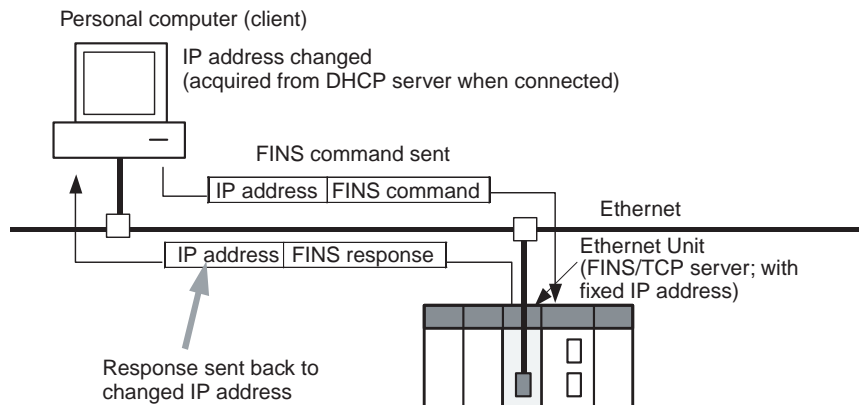 Personal computer (client)
IP address changed
(acquired from DHCP server when connected)
FINS command sent
IP address FINS command
Ethernet
IP address FINS response
Ethernet Unit
(FINS/TCP server; with
fixed IP address)
Response sent back to
changed IP address